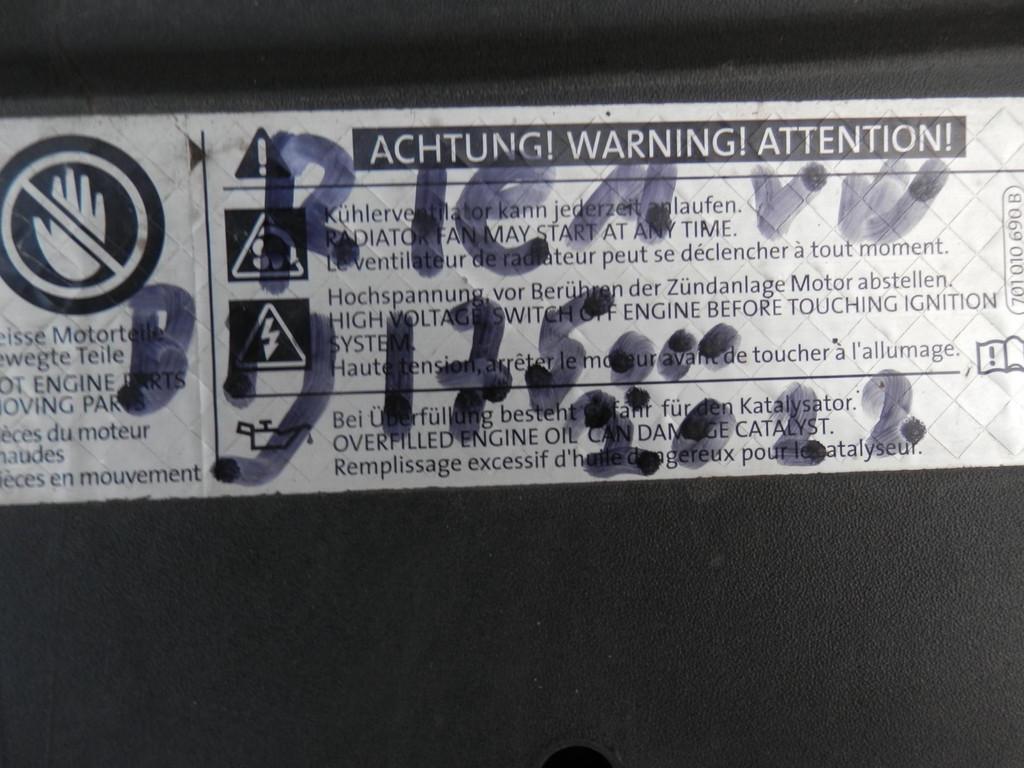 ACHTUNG! WARNING! ATTENTION!
Kühlerventilator kann jederzeit anlaufen.
RADIATOR FAN MAY START AT ANY TIME.
Le ventilateur de radiateur peut se déclencher à tout moment.
Hochspannung, vor Berühren der Zündanlage Motor abstellen.
HIGH VOLTAGE, SWITCH OFF ENGINE BEFORE TOUCHING IGNITION
SYSTEM.
Haute tension, arrêter le moteur avant de toucher à l'allumage.
Bei Überfüllung besteht Gefahr für den Katalysator.
OVERFILLED ENGINE OIL CAN DAMAGE CATALYST.
Remplissage excessif d'huile dangereux pour le catalyseur.
eisse Motorteile
ewegte Teile
OT ENGINE PARTS
MOVING PARTS
ièces du moteur
haudes
ièces en mouvement
701 010 690 B